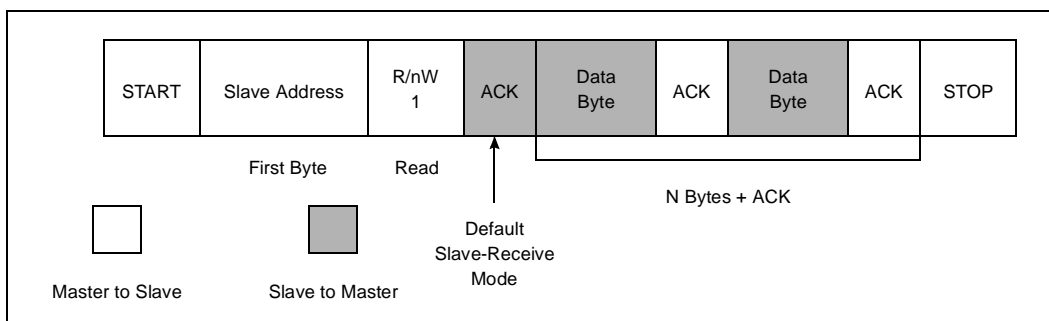 START
Slave Address
R/nW
1
ACK
Data
Byte
ACK
Data
Byte
ACK
STOP
First Byte
Read
N Bytes + ACK
Default
Slave-Receive
Mode
Master to Slave
Slave to Master